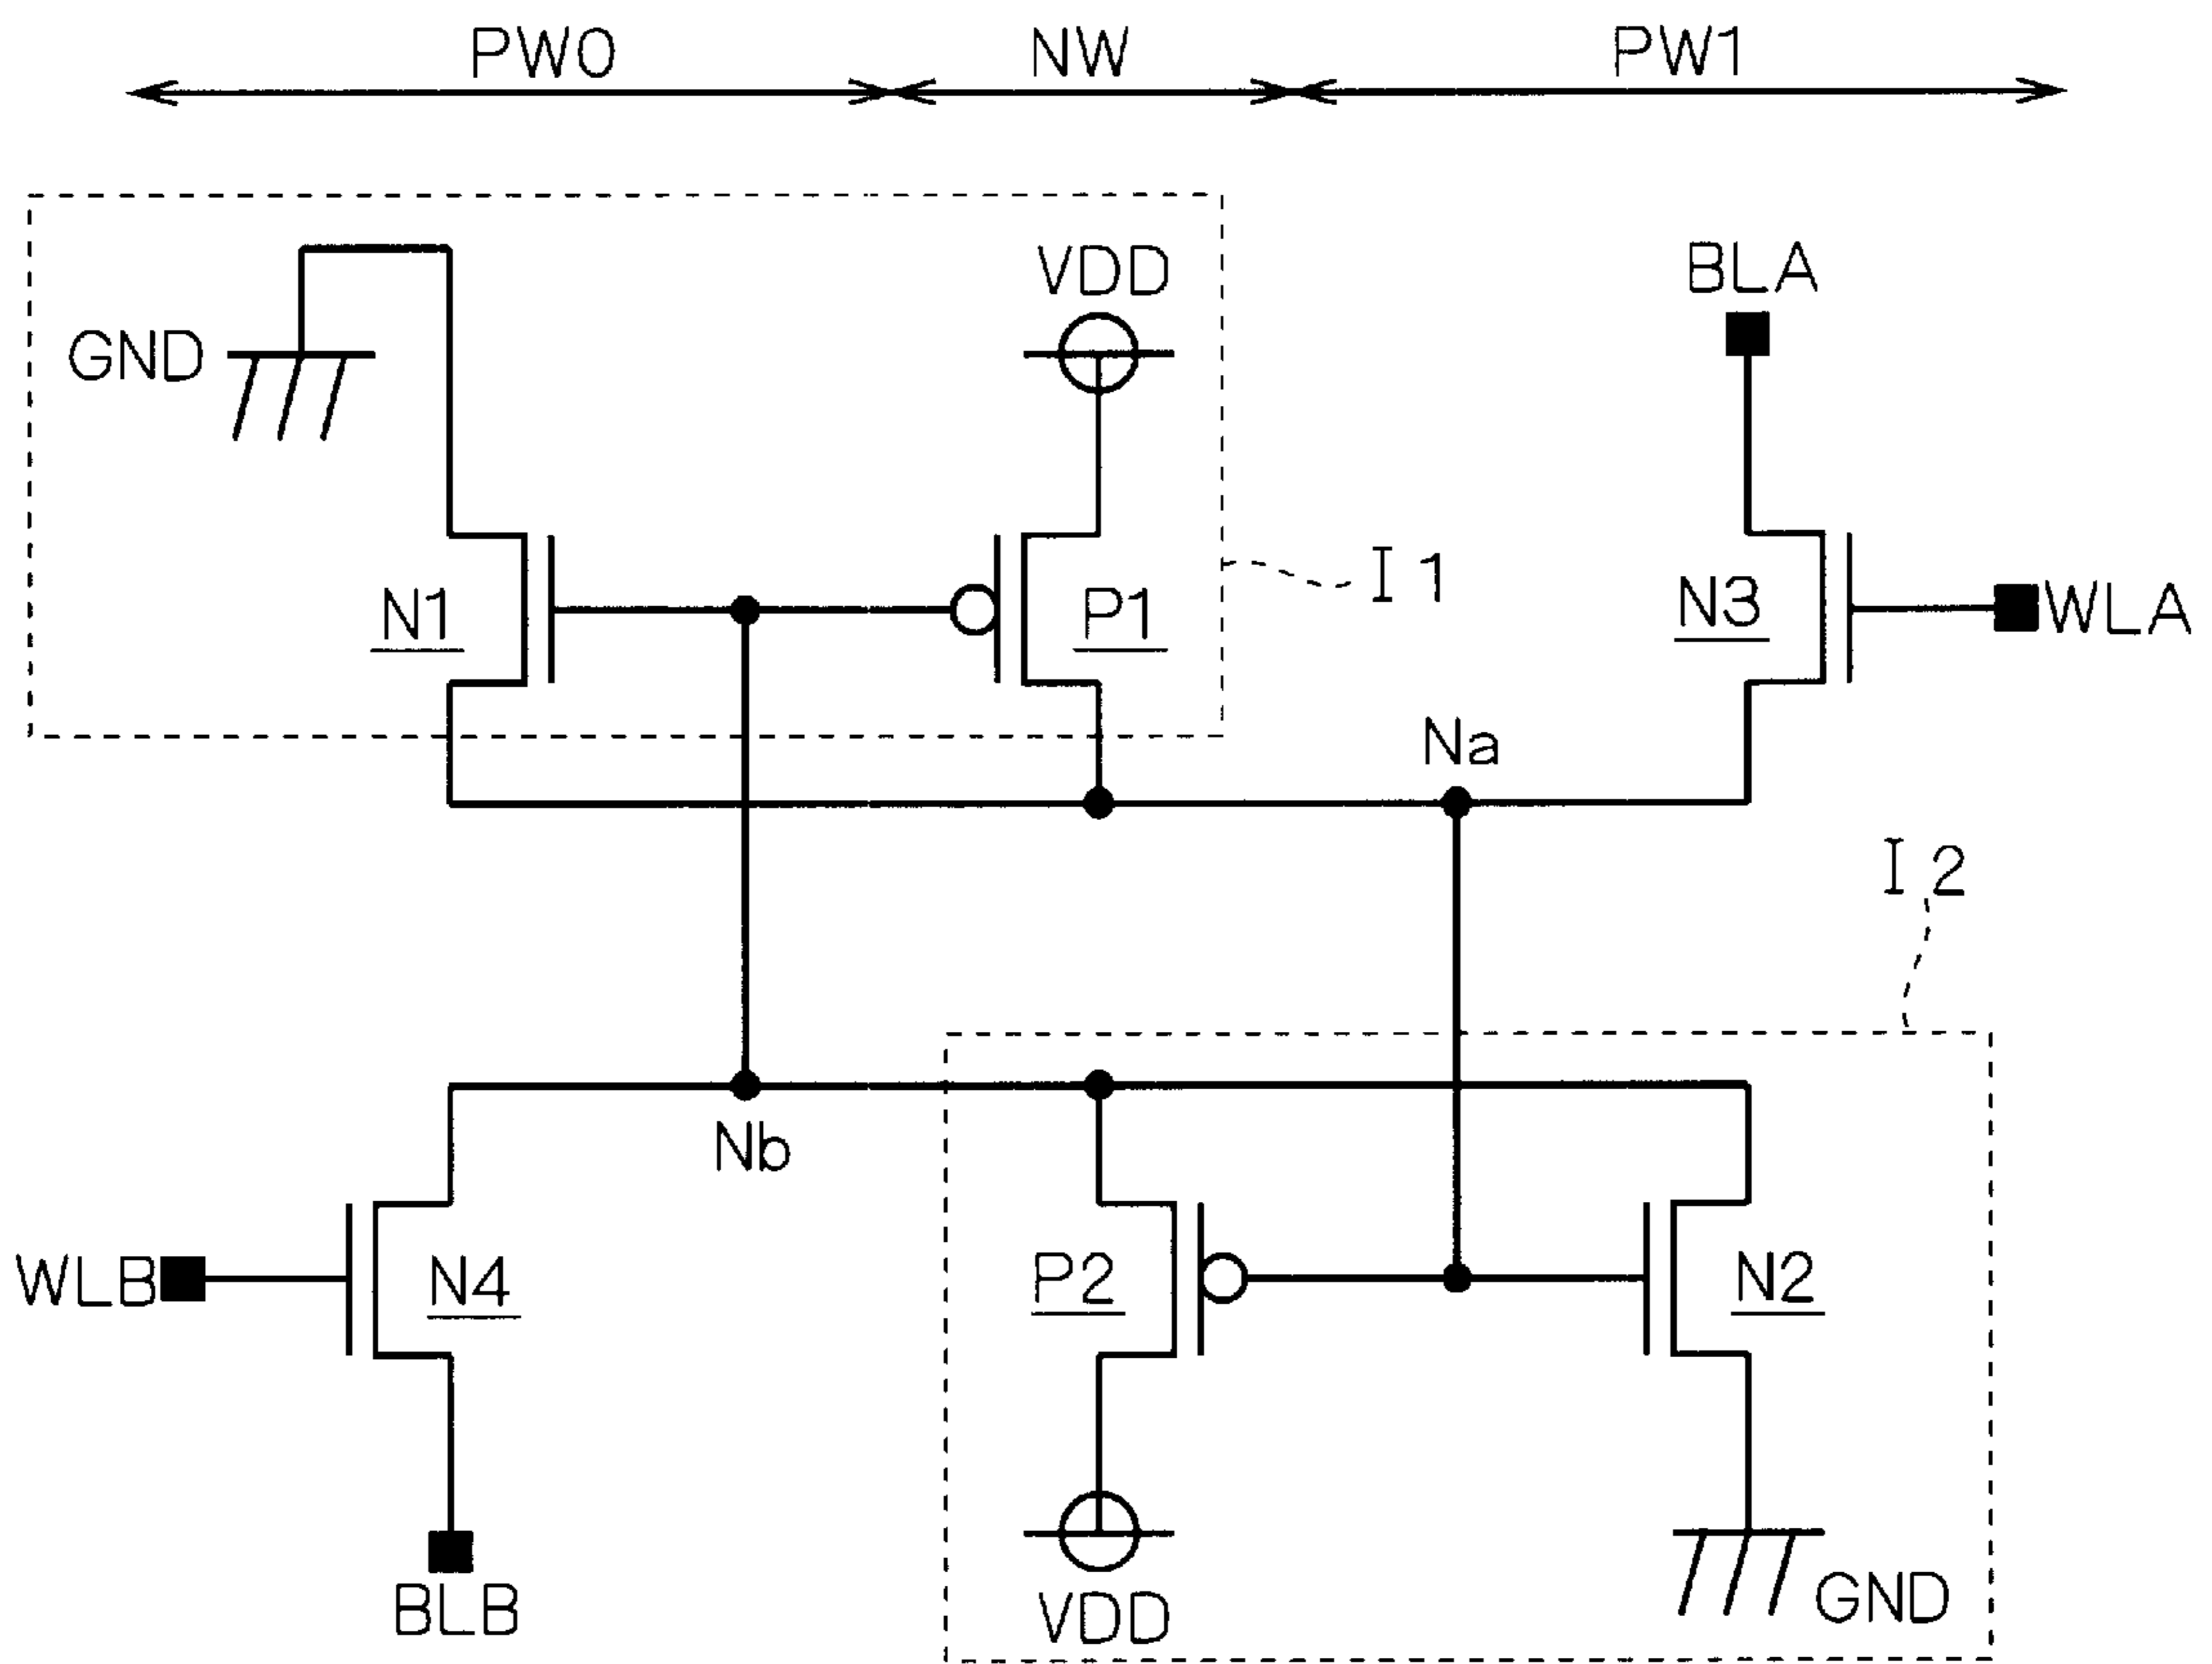 PW0 NW PW1
VDD
BLA
GND
I1
N1
P1
N3
WLA
Na
I2
Nb
WLB
N4
P2
N2
BLB
VDD
GND